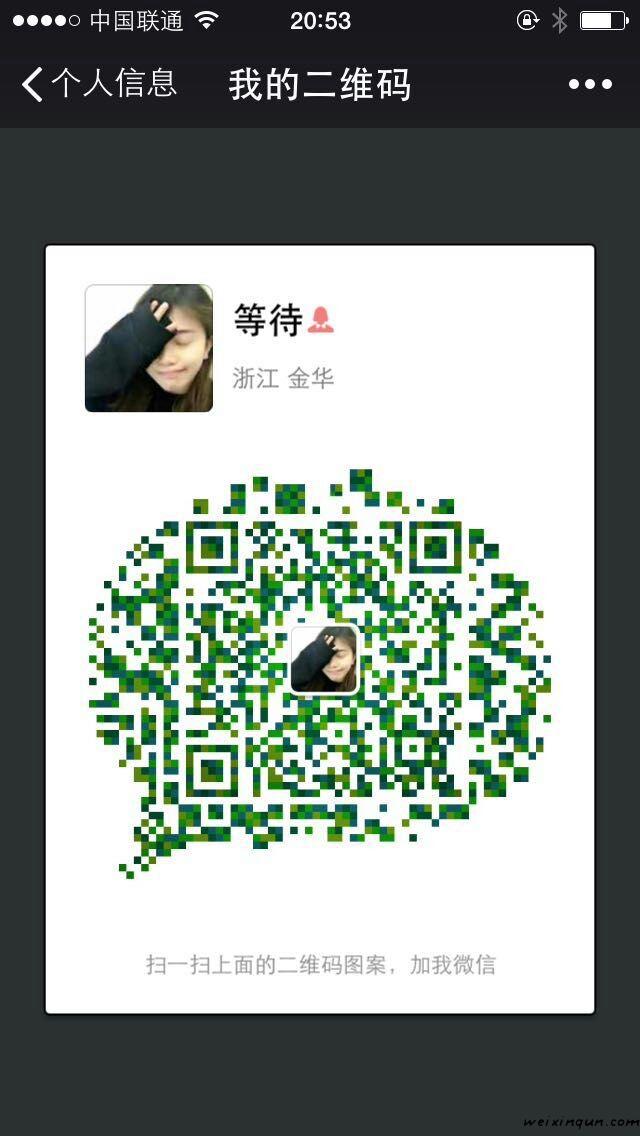 中国联通 20:53
个人信息 我的二维码
等待
浙江 金华
扫一扫上面的二维码图案，加我微信
weixinqun.com